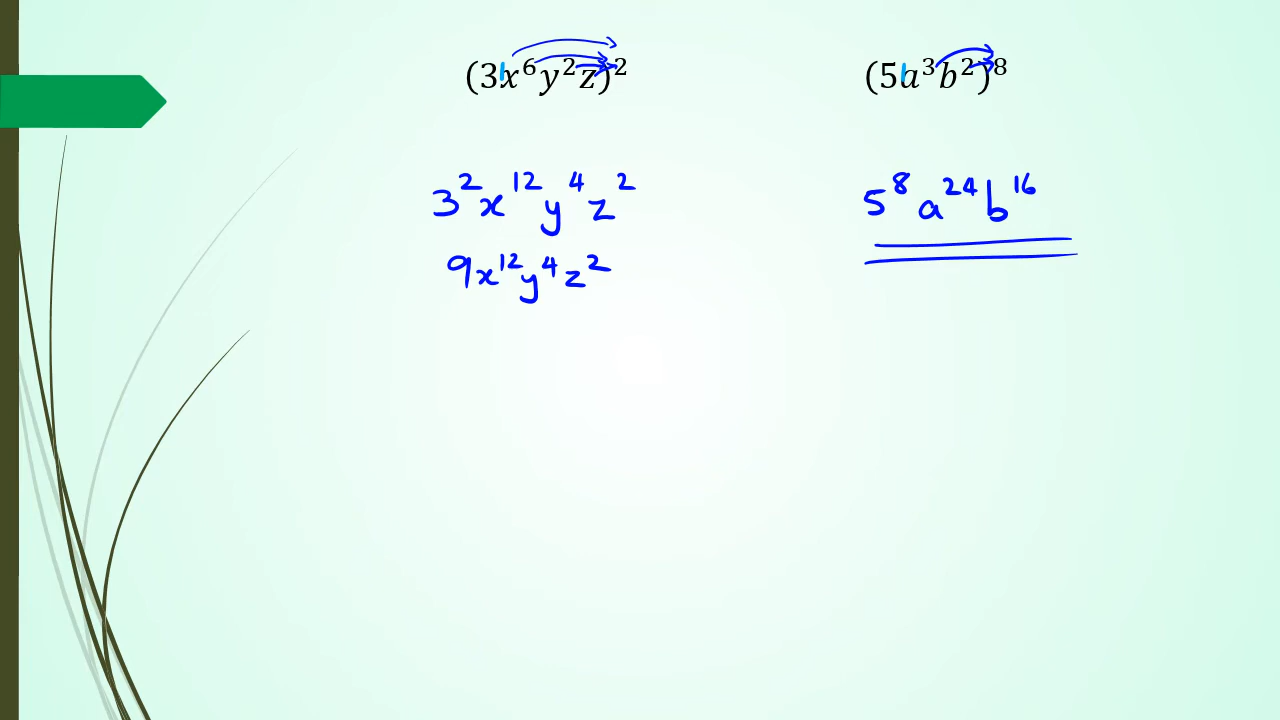 (3x⁶y²z)²
3²x¹²y⁴z²
9x¹²y⁴z²
(5a³b²)⁸
5⁸a²⁴b¹⁶